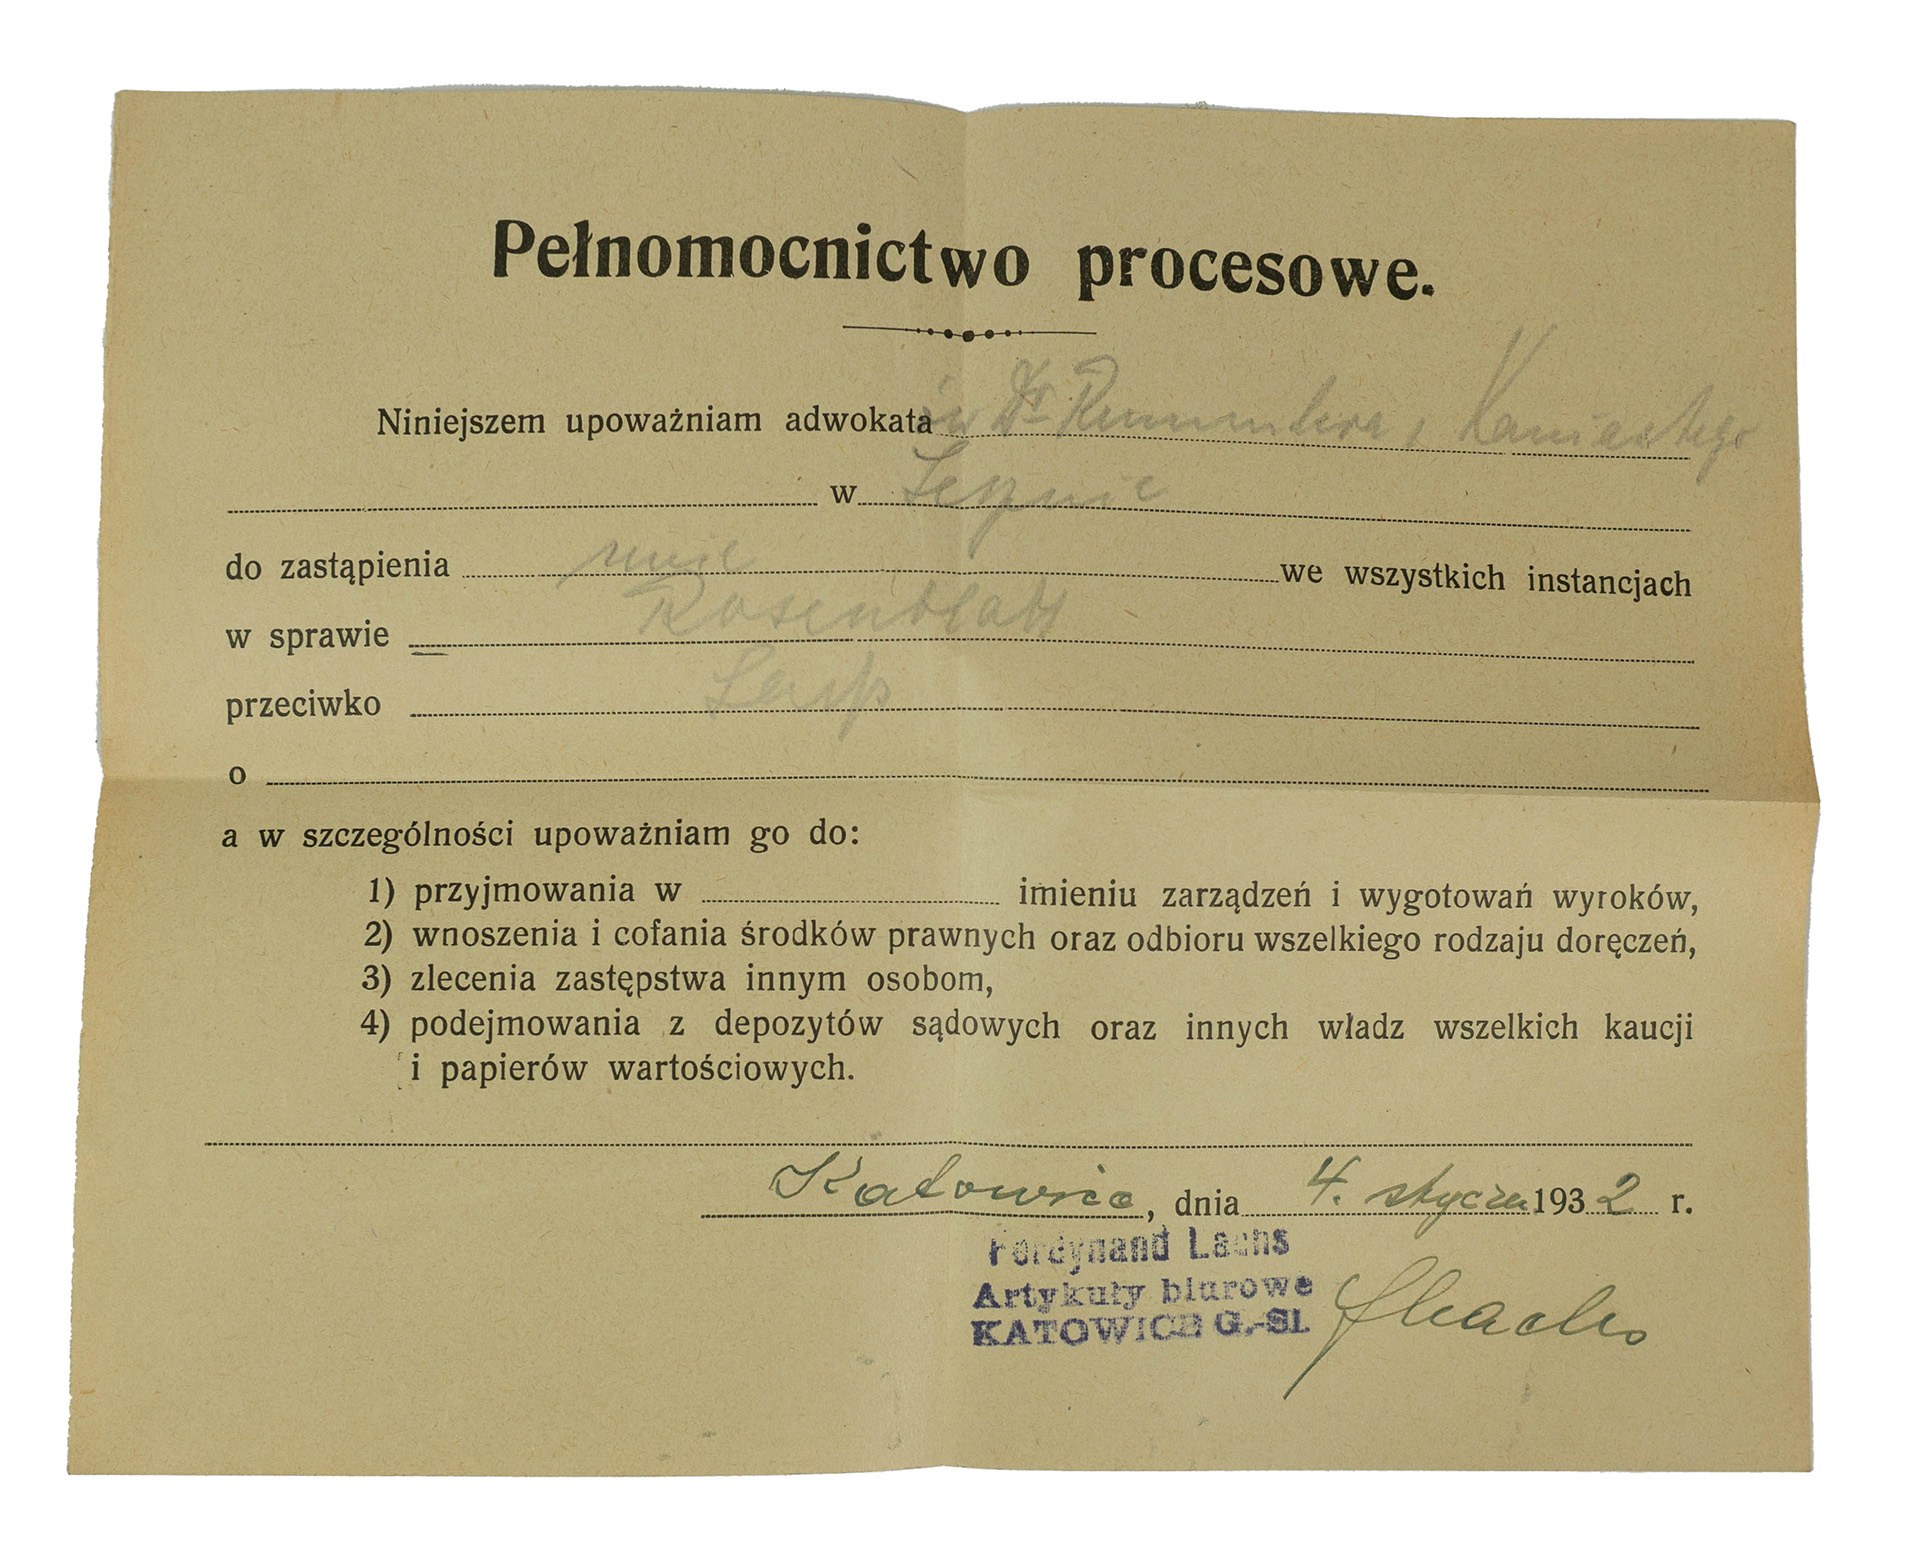 Pełnomocnictwo procesowe.
Niniejszem upoważniam adwokata Dr
w
do zastąpienia mnie we wszystkich instancjach
w sprawie Rosenblatt
przeciwko
o
a w szczególności upoważniam go do:
1) przyjmowania w imieniu zarządzeń i wygotowań wyroków,
2) wnoszenia i cofania środków prawnych oraz odbioru wszelkiego rodzaju doręczeń,
3) zlecenia zastępstwa innym osobom,
4) podejmowania z depozytów sądowych oraz innych władz wszelkich kaucji
i papierów wartościowych.
Katowice, dnia 4. stycznia 1932 r.
Ferdynand Lachs
Artykuły biurowe
KATOWICE G.-Śl.
FLachs